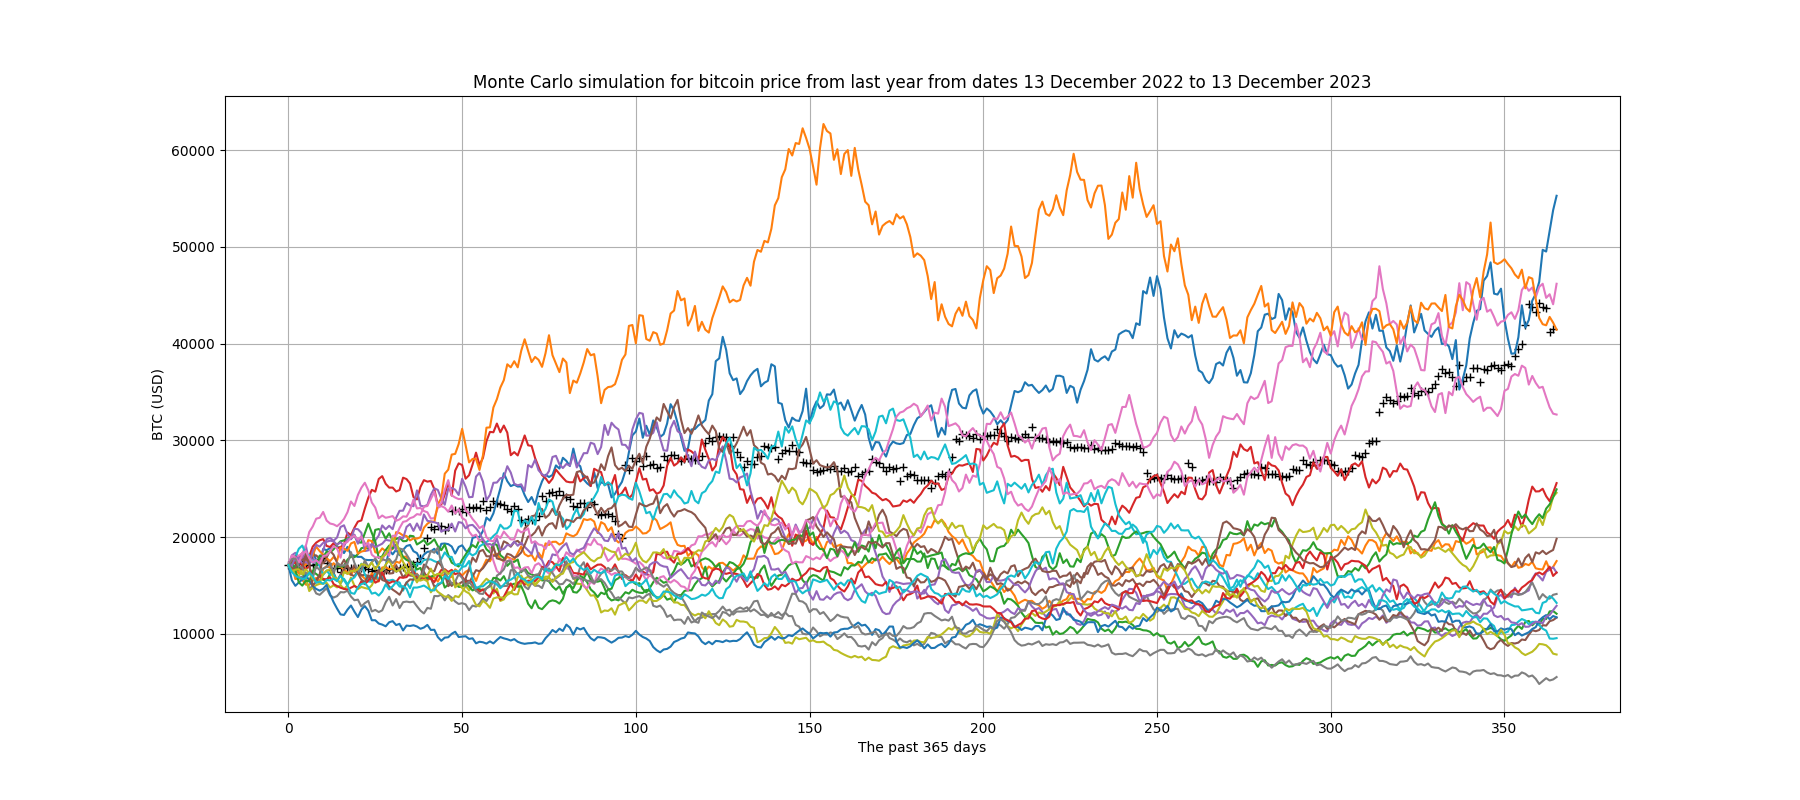 Monte Carlo simulation for bitcoin price from last year from dates 13 December 2022 to 13 December 2023
60000
50000
40000
30000
20000
10000
BTC (USD)
0 50 100 150 200 250 300 350
The past 365 days